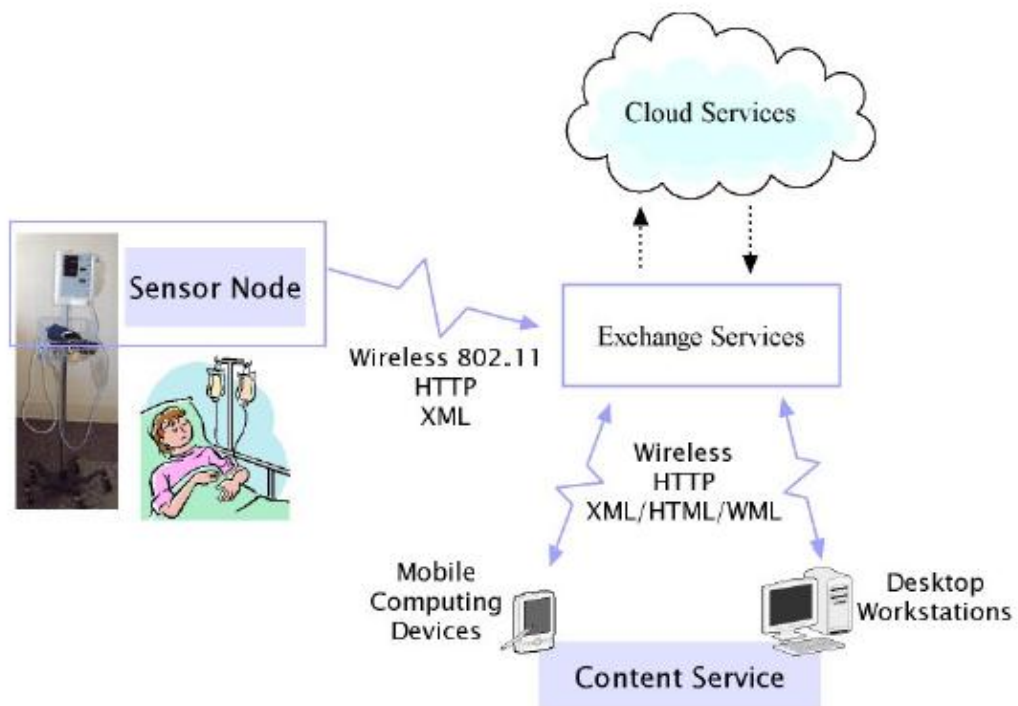 Cloud Services
Sensor Node
Exchange Services
Wireless 802.11
HTTP
XML
Wireless
HTTP
XML/HTML/WML
Mobile
Computing
Devices
Desktop
Workstations
Content Service